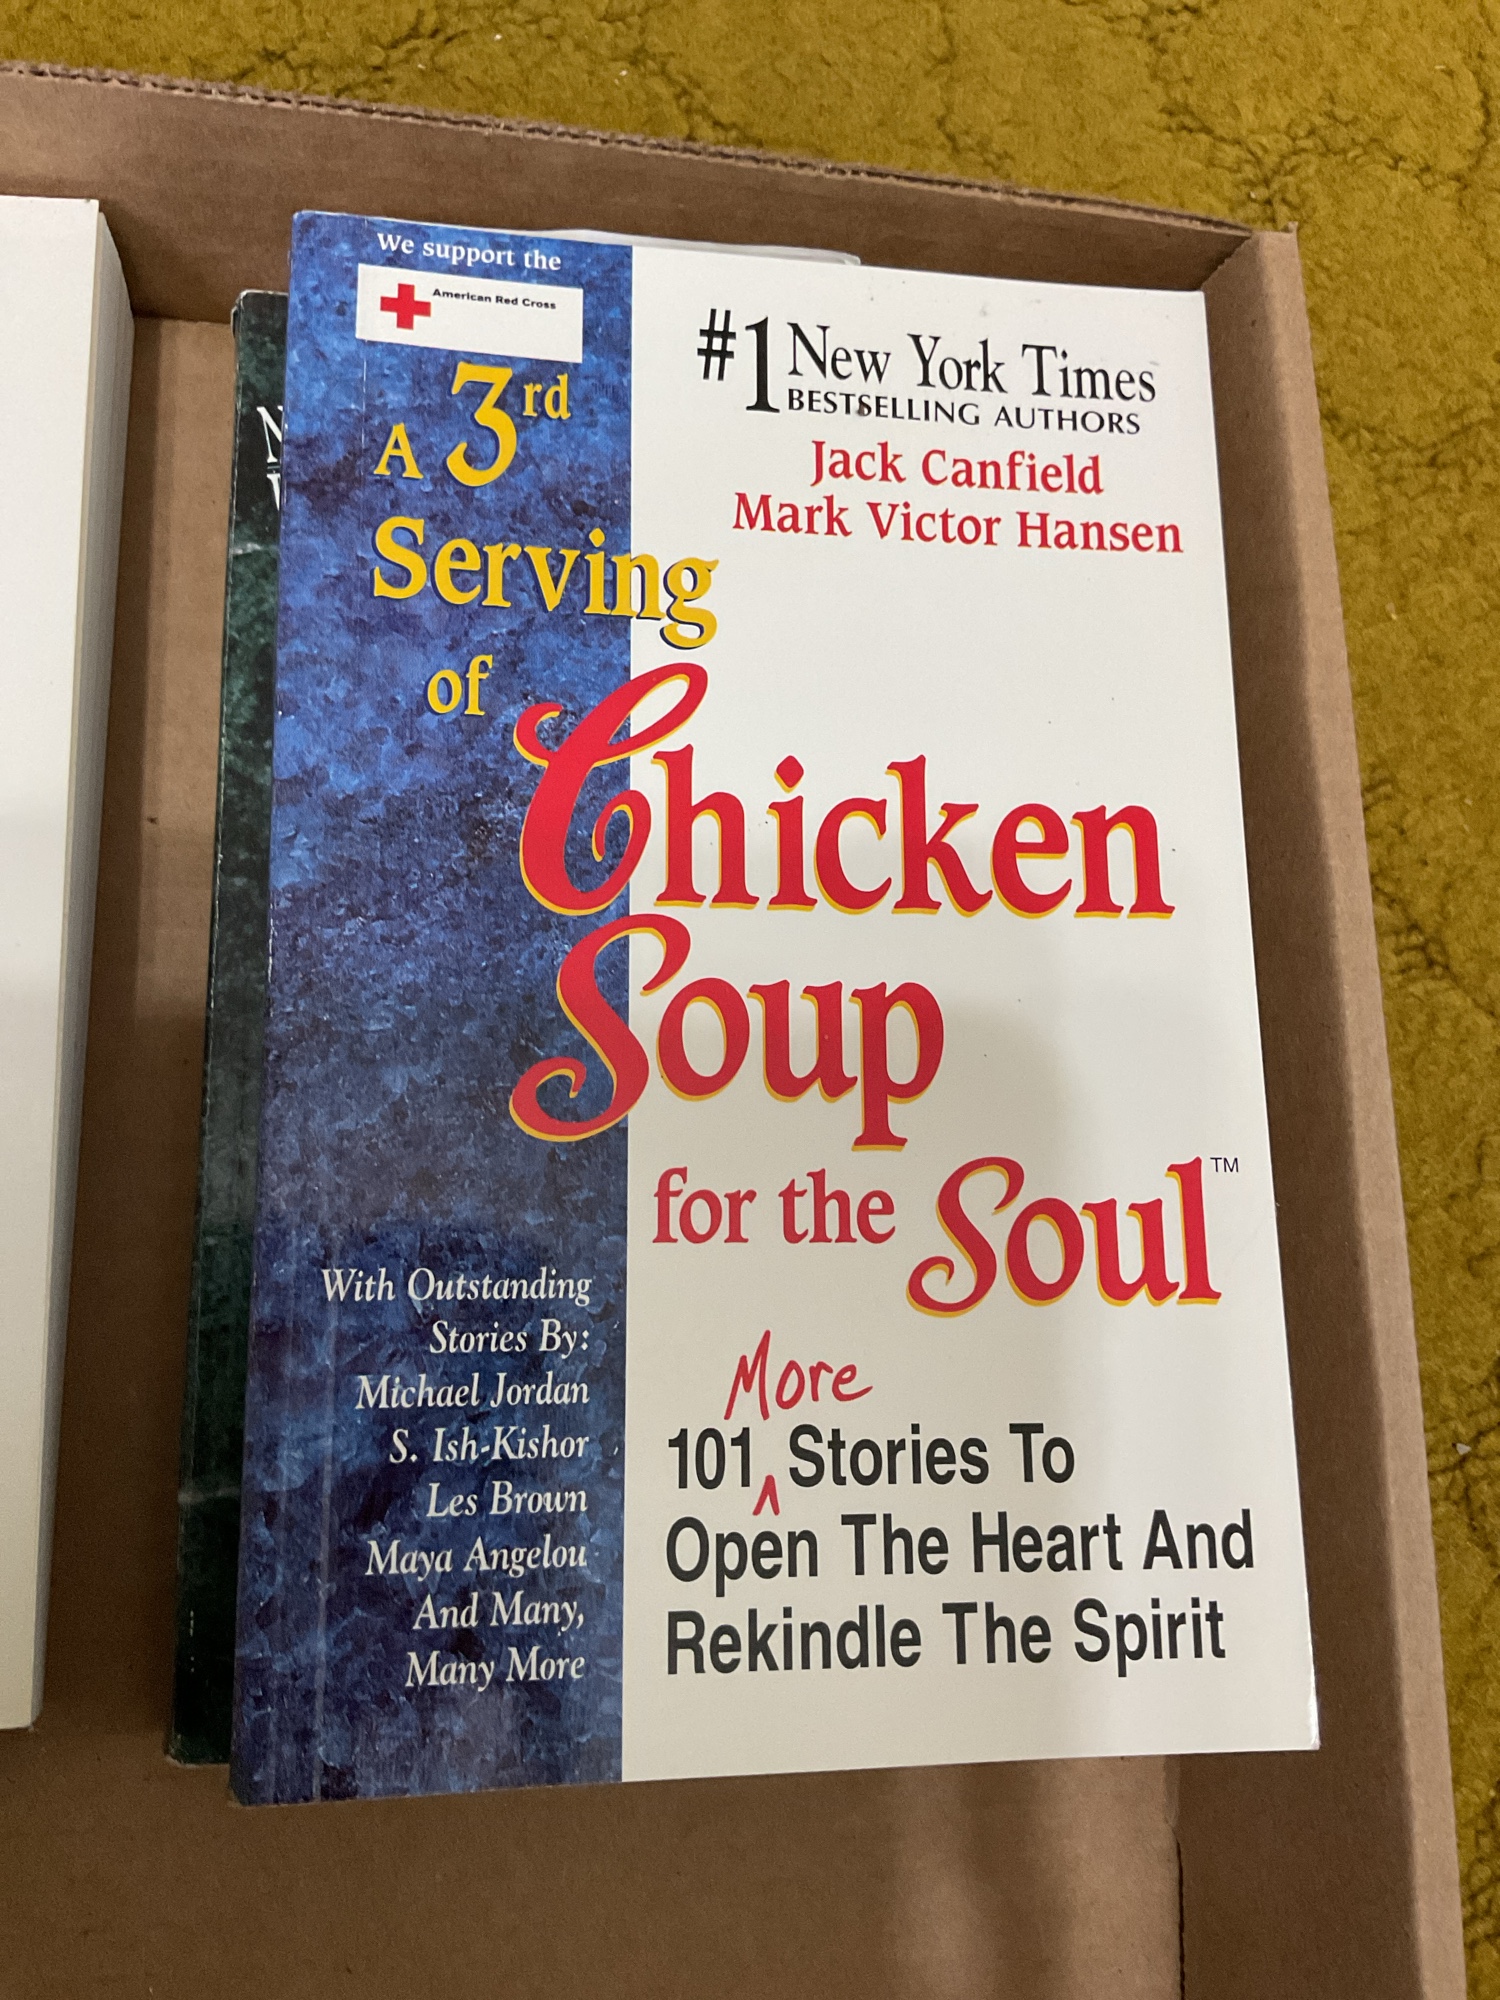 We support the
American Red Cross
A 3rd
Serving
of
Chicken
Soup
for the Soul™
#1 New York Times
BESTSELLING AUTHORS
Jack Canfield
Mark Victor Hansen
More
101 ^ Stories To
Open The Heart And
Rekindle The Spirit
With Outstanding
Stories By:
Michael Jordan
S. Ish-Kishor
Les Brown
Maya Angelou
And Many,
Many More